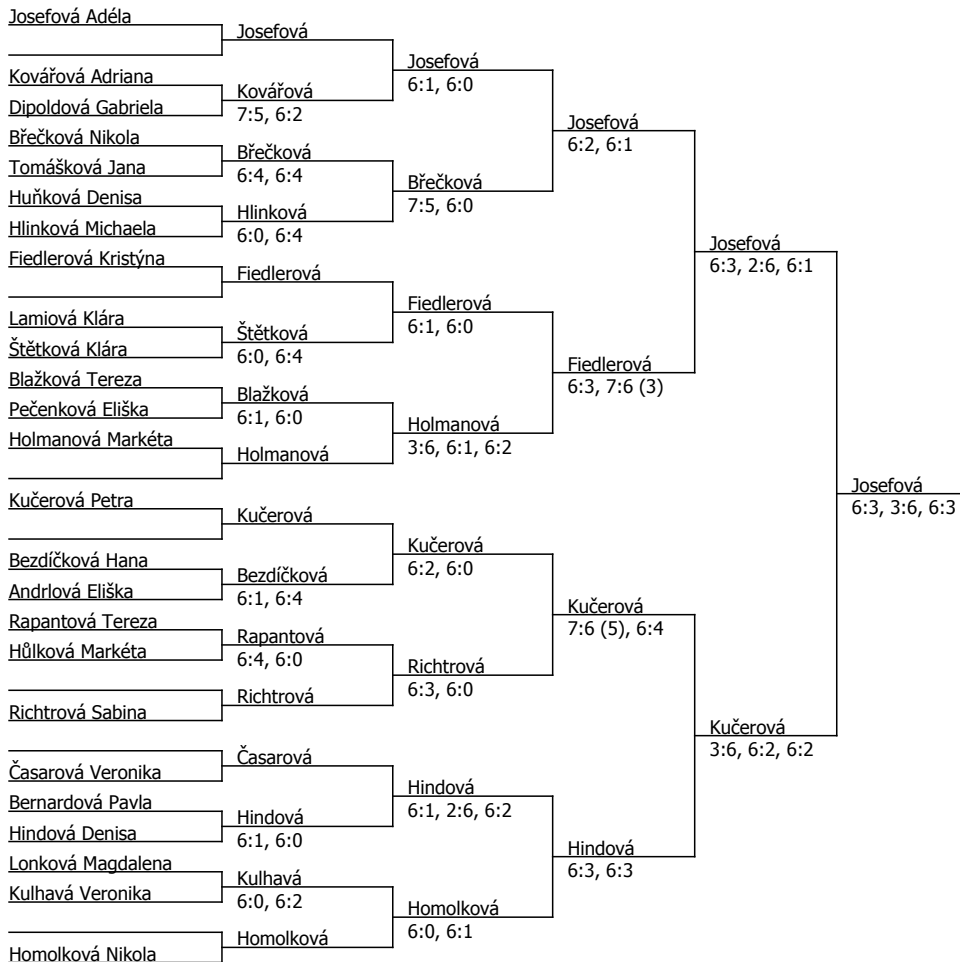 Josefová Adéla
Kovářová Adriana
Dipoldová Gabriela
Břečková Nikola
Tomášková Jana
Huňková Denisa
Hlinková Michaela
Fiedlerová Kristýna
Lamiová Klára
Štětková Klára
Blažková Tereza
Pečenková Eliška
Holmanová Markéta
Kučerová Petra
Bezdíčková Hana
Andrlová Eliška
Rapantová Tereza
Hůlková Markéta
Richtrová Sabina
Časarová Veronika
Bernardová Pavla
Hindová Denisa
Lonková Magdalena
Kulhavá Veronika
Homolková Nikola
Josefová
Kovářová
7:5, 6:2
Břečková
6:4, 6:4
Hlinková
6:0, 6:4
Fiedlerová
Štětková
6:0, 6:4
Blažková
6:1, 6:0
Holmanová
Kučerová
Bezdíčková
6:1, 6:4
Rapantová
6:4, 6:0
Richtrová
Časarová
Hindová
6:1, 6:0
Kulhavá
6:0, 6:2
Homolková
Josefová
6:1, 6:0
Břečková
7:5, 6:0
Fiedlerová
6:1, 6:0
Holmanová
3:6, 6:1, 6:2
Kučerová
6:2, 6:0
Richtrová
6:3, 6:0
Hindová
6:1, 2:6, 6:2
Homolková
6:0, 6:1
Josefová
6:2, 6:1
Fiedlerová
6:3, 7:6 (3)
Kučerová
7:6 (5), 6:4
Hindová
6:3, 6:3
Josefová
6:3, 2:6, 6:1
Kučerová
3:6, 6:2, 6:2
Josefová
6:3, 3:6, 6:3